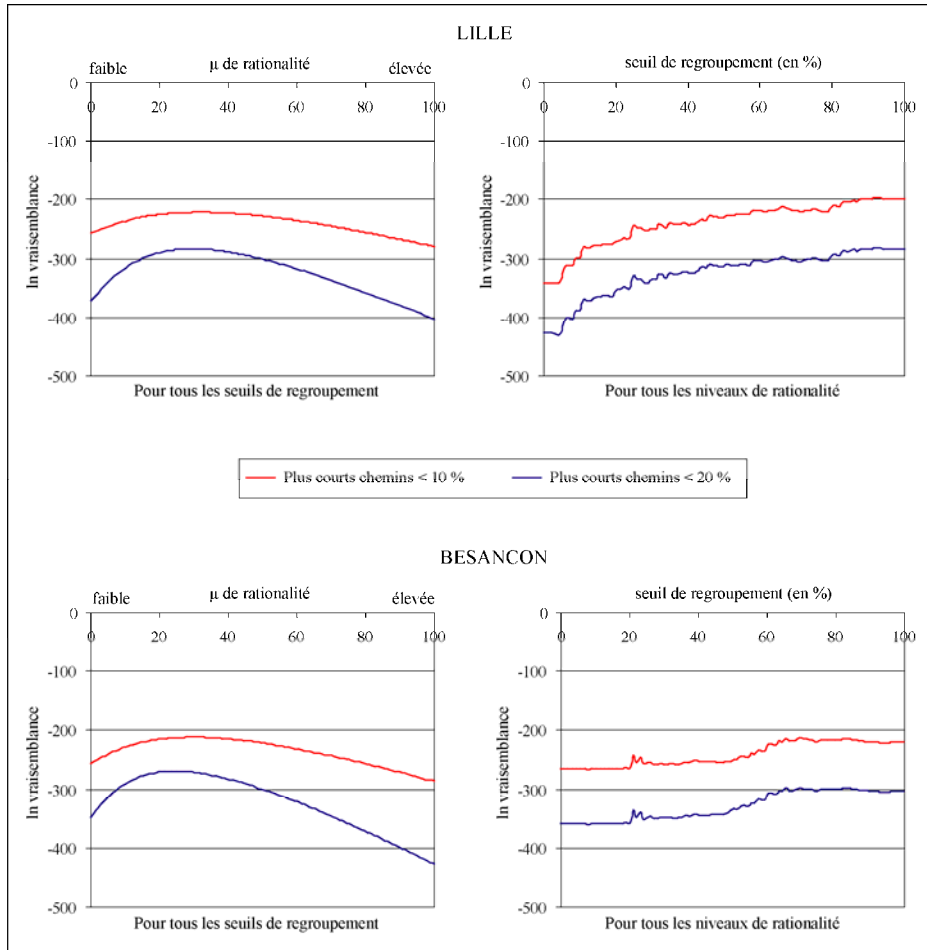 LILLE
µ de rationalité
faible
élevée
0
0
20
40
60
80
100
-100
-200
-300
-400
-500
ln vraisemblance
Pour tous les seuils de regroupement
seuil de regroupement (en %)
0
0
20
40
60
80
100
-100
-200
-300
-400
-500
ln vraisemblance
Pour tous les niveaux de rationalité
Plus courts chemins < 10 %
Plus courts chemins < 20 %
BESANCON
µ de rationalité
faible
élevée
0
0
20
40
60
80
100
-100
-200
-300
-400
-500
ln vraisemblance
Pour tous les seuils de regroupement
seuil de regroupement (en %)
0
0
20
40
60
80
100
-100
-200
-300
-400
-500
ln vraisemblance
Pour tous les niveaux de rationalité